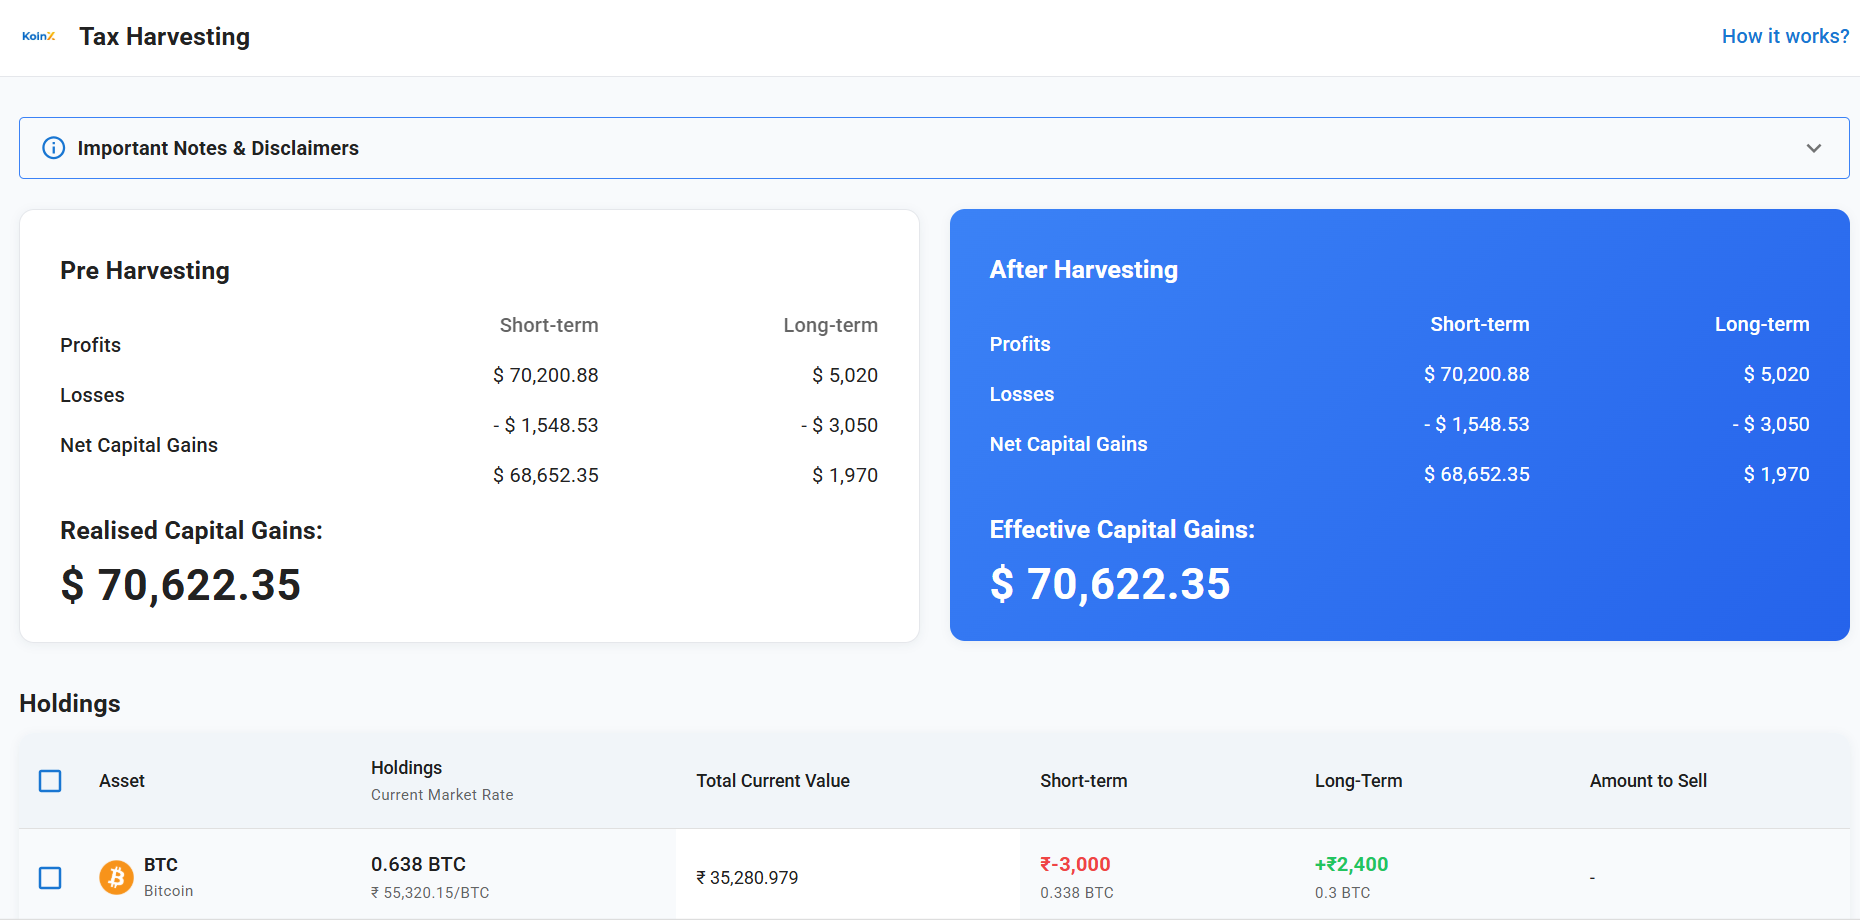 KoinX Tax Harvesting How it works?
Important Notes & Disclaimers
Pre Harvesting
Short-term Long-term
Profits
$ 70,200.88 $ 5,020
Losses
- $ 1,548.53 - $ 3,050
Net Capital Gains
$ 68,652.35 $ 1,970
Realised Capital Gains:
$ 70,622.35
After Harvesting
Short-term Long-term
Profits
$ 70,200.88 $ 5,020
Losses
- $ 1,548.53 - $ 3,050
Net Capital Gains
$ 68,652.35 $ 1,970
Effective Capital Gains:
$ 70,622.35
Holdings
Asset Holdings Total Current Value Short-term Long-Term Amount to Sell
Current Market Rate
BTC 0.638 BTC ₹ 35,280.979 ₹-3,000 +₹2,400 -
Bitcoin ₹ 55,320.15/BTC 0.338 BTC 0.3 BTC